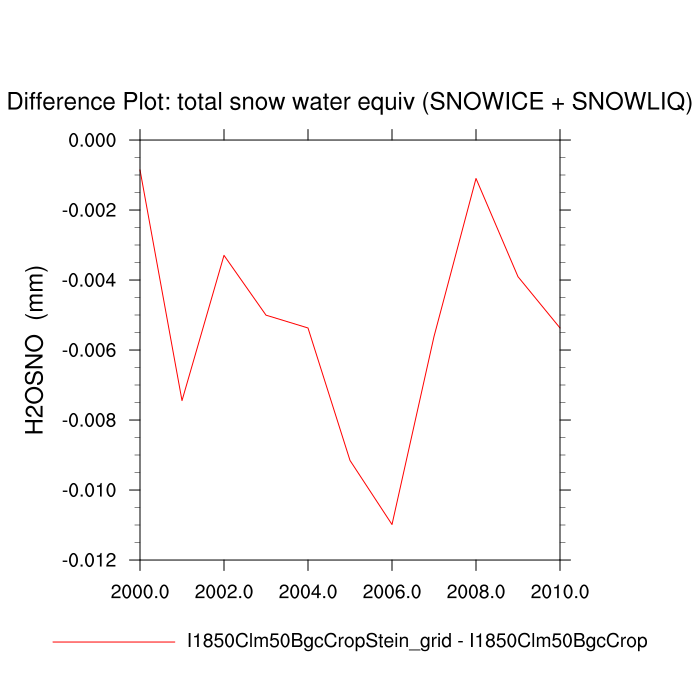 Difference Plot: total snow water equiv (SNOWICE + SNOWLIQ)
0.000
-0.002
-0.004
-0.006
-0.008
-0.010
-0.012
H2OSNO (mm)
2000.0 2002.0 2004.0 2006.0 2008.0 2010.0
I1850Clm50BgcCropStein_grid - I1850Clm50BgcCrop